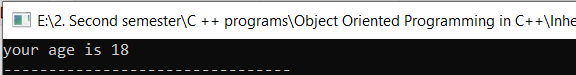 E:\2. Second semester\C ++ programs\Object Oriented Programming in C++\Inhe
your age is 18
--------------------------------